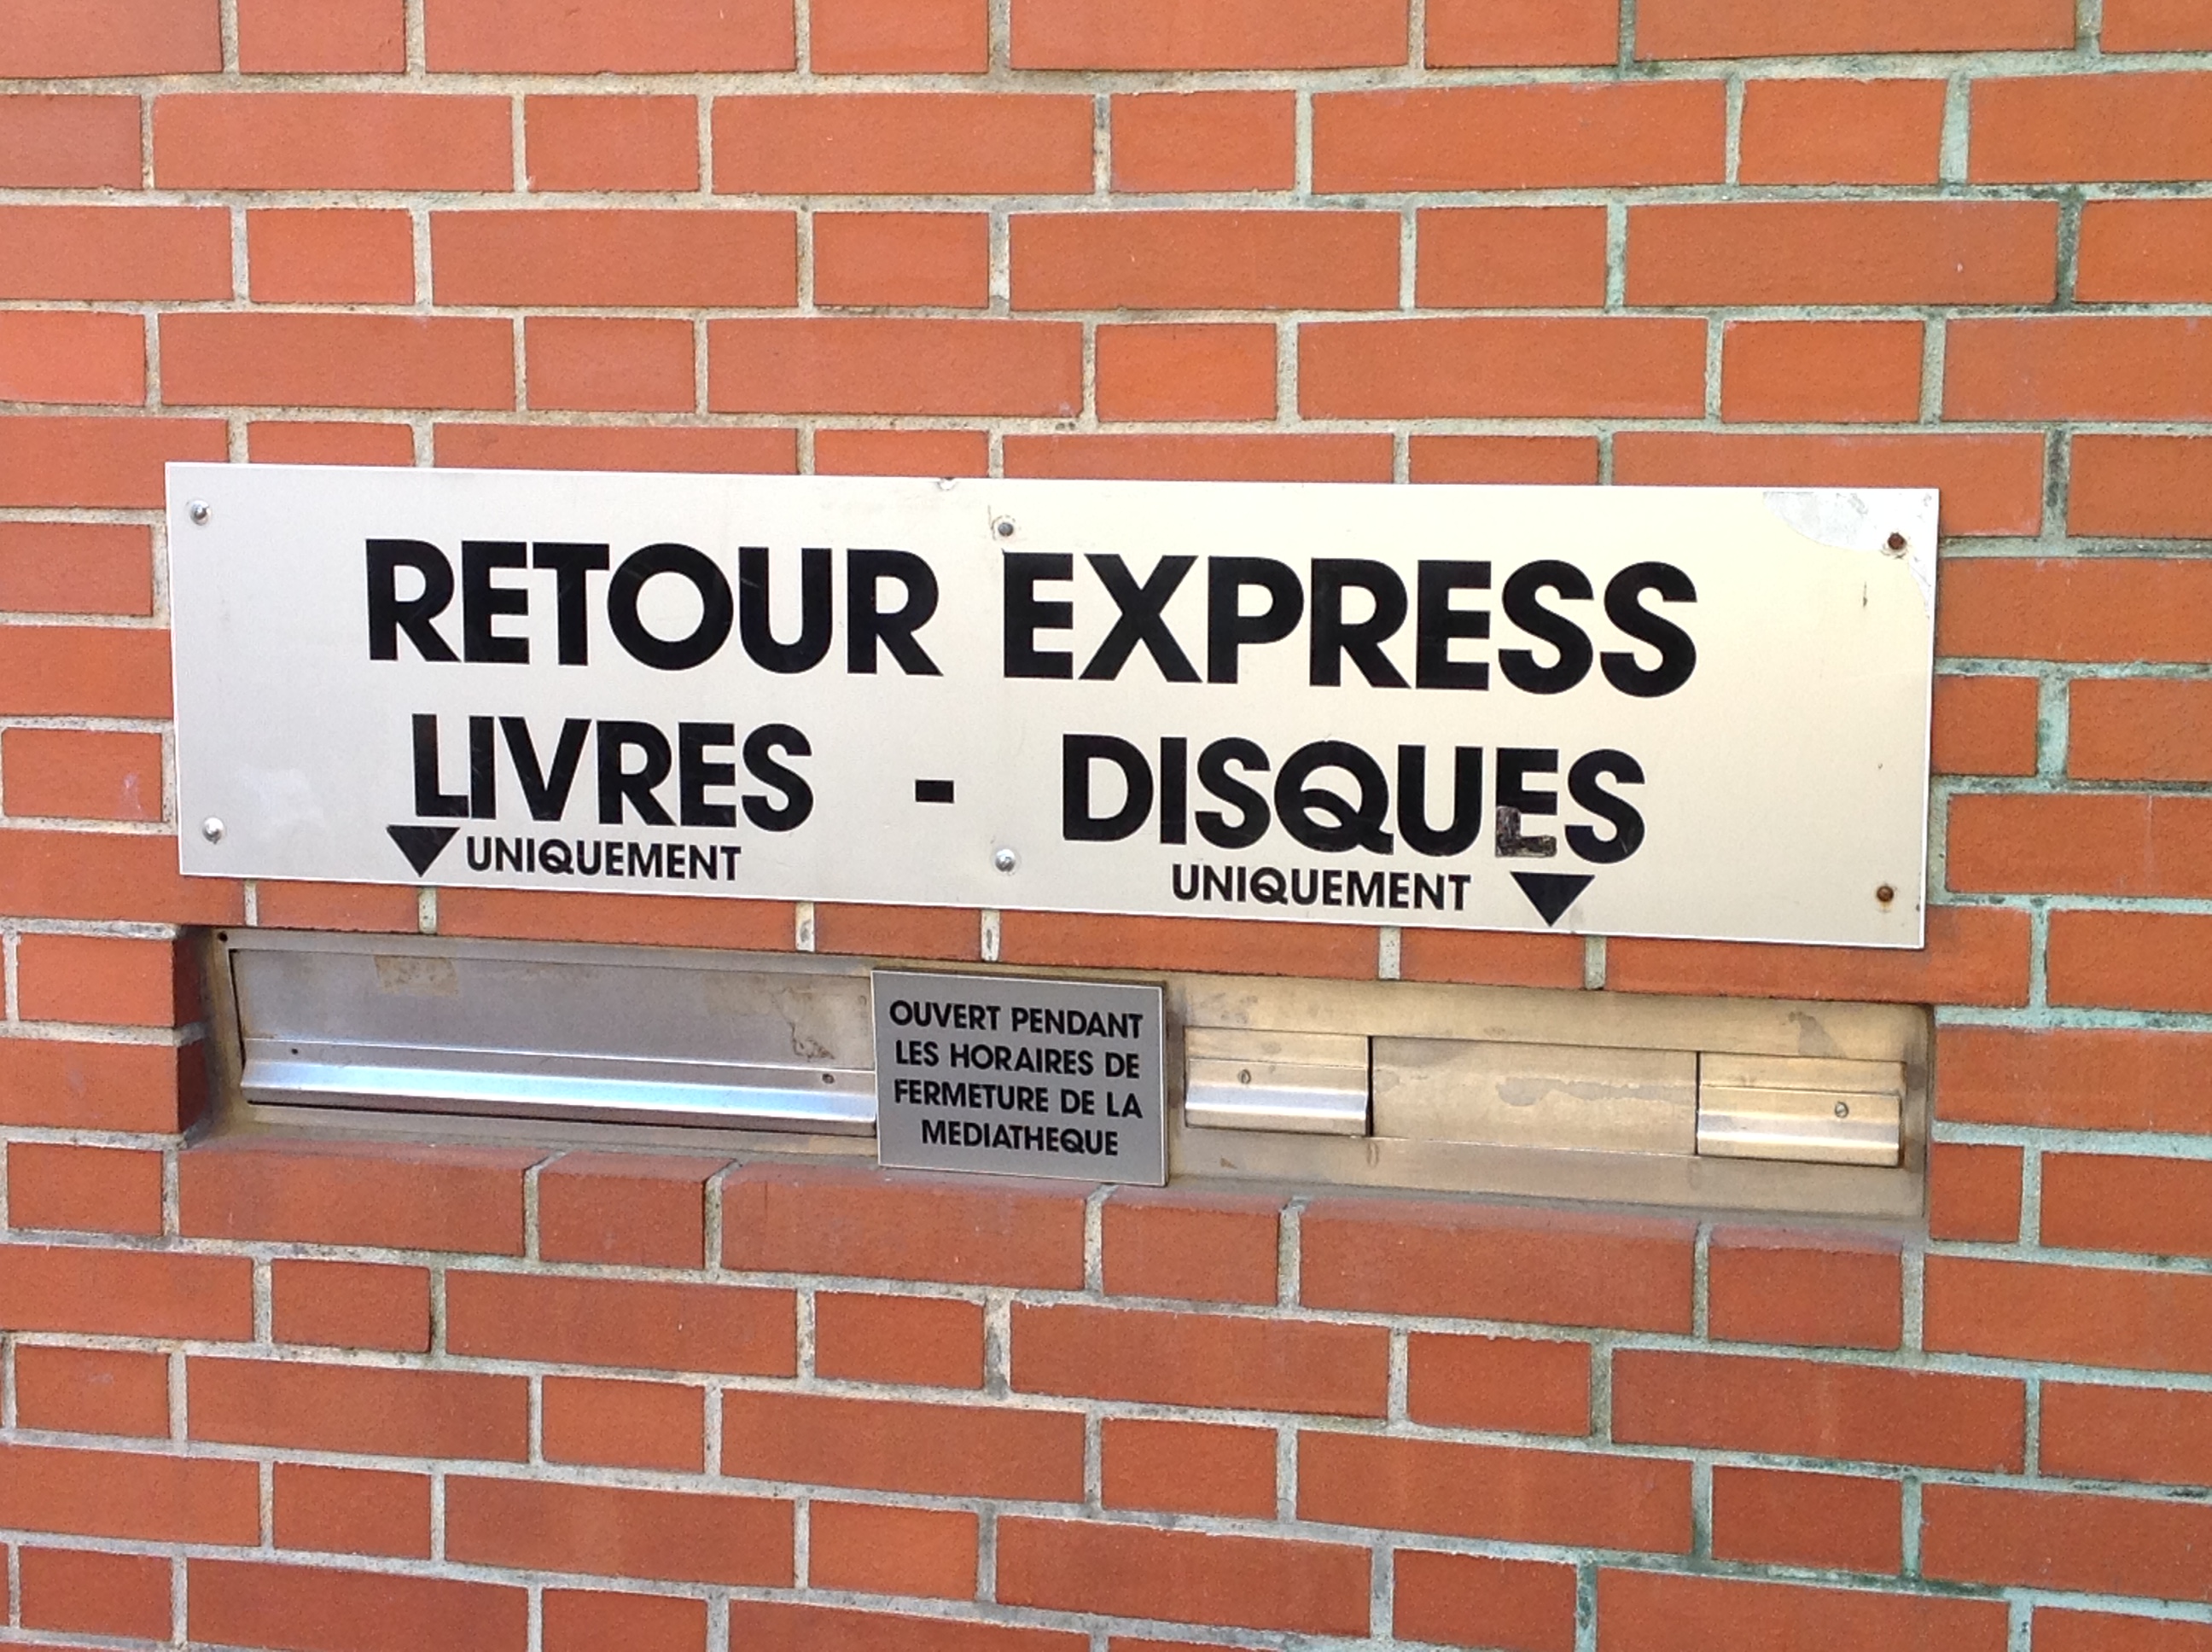 RETOUR EXPRESS
LIVRES - DISQUES
UNIQUEMENT UNIQUEMENT
OUVERT PENDANT
LES HORAIRES DE
FERMETURE DE LA
MEDIATHEQUE